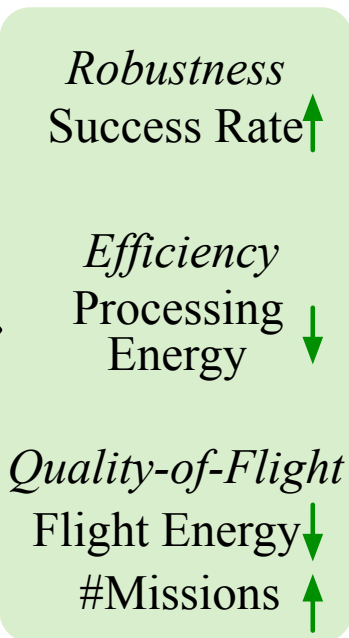 Robustness
Success Rate
Efficiency
Processing
Energy
Quality-of-Flight
Flight Energy
#Missions